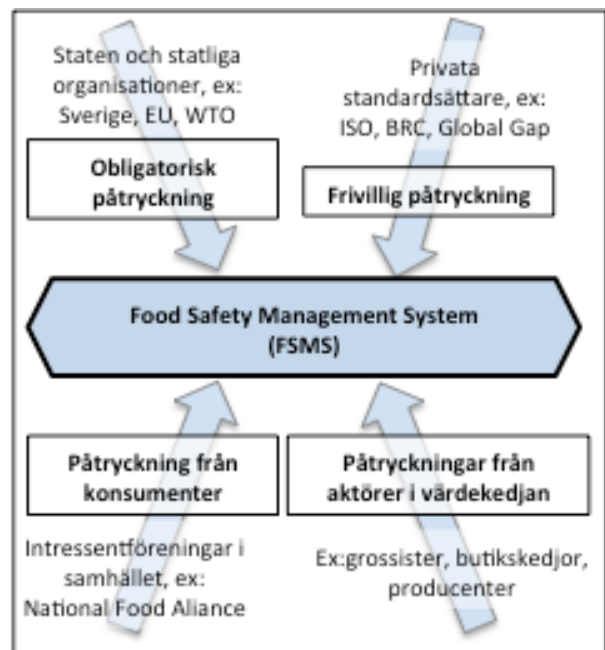 Staten och statliga
organisationer, ex:
Sverige, EU, WTO
Obligatorisk
påtryckning
Privata
standardsättare, ex:
ISO, BRC, Global Gap
Frivillig påtryckning
Food Safety Management System
(FSMS)
Påtryckning från
konsumenter
Intressentföreningar i
samhället, ex:
National Food Aliance
Påtryckningar från
aktörer i värdekedjan
Ex:grossister, butikskedjor,
producenter